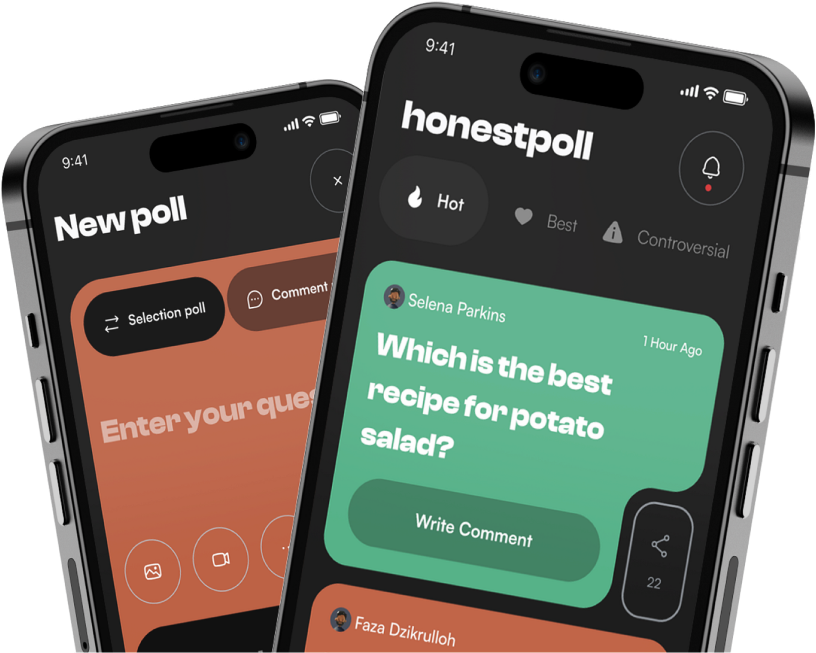 9:41
New poll
Selection poll
Comment
Enter your
9:41
honestpoll
Hot
Best
Controversial
Selena Parkins
1 Hour Ago
Which is the best
recipe for potato
salad?
Write Comment
22
Faza Dzikrulloh